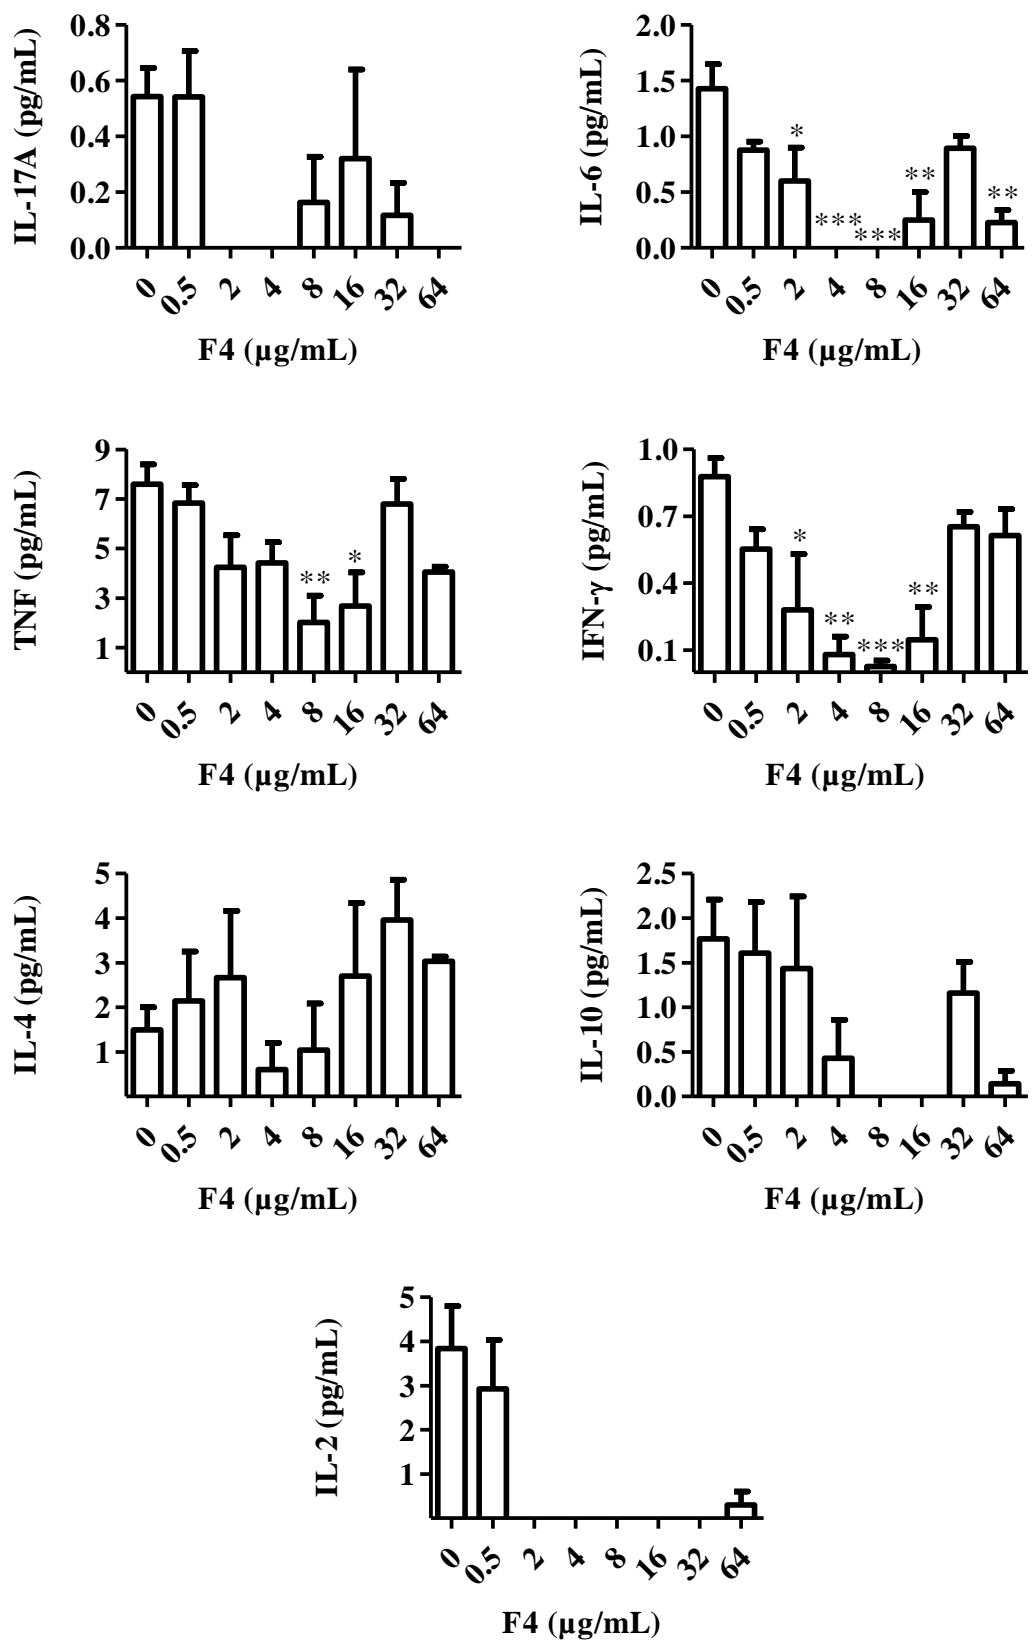 IL-17A (pg/mL)
0.8
0.6
0.4
0.2
0.0
0 0.5 2 4 8 16 32 64
F4 (µg/mL)
IL-6 (pg/mL)
2.0
1.5
1.0
0.5
0.0
*
***
***
**
**
0 0.5 2 4 8 16 32 64
F4 (µg/mL)
TNF (pg/mL)
9
7
5
3
1
**
*
0 0.5 2 4 8 16 32 64
F4 (µg/mL)
IFN-γ (pg/mL)
1.0
0.7
0.4
0.1
*
**
***
**
0 0.5 2 4 8 16 32 64
F4 (µg/mL)
IL-4 (pg/mL)
5
4
3
2
1
0 0.5 2 4 8 16 32 64
F4 (µg/mL)
IL-10 (pg/mL)
2.5
2.0
1.5
1.0
0.5
0.0
0 0.5 2 4 8 16 32 64
F4 (µg/mL)
IL-2 (pg/mL)
5
4
3
2
1
0 0.5 2 4 8 16 32 64
F4 (µg/mL)